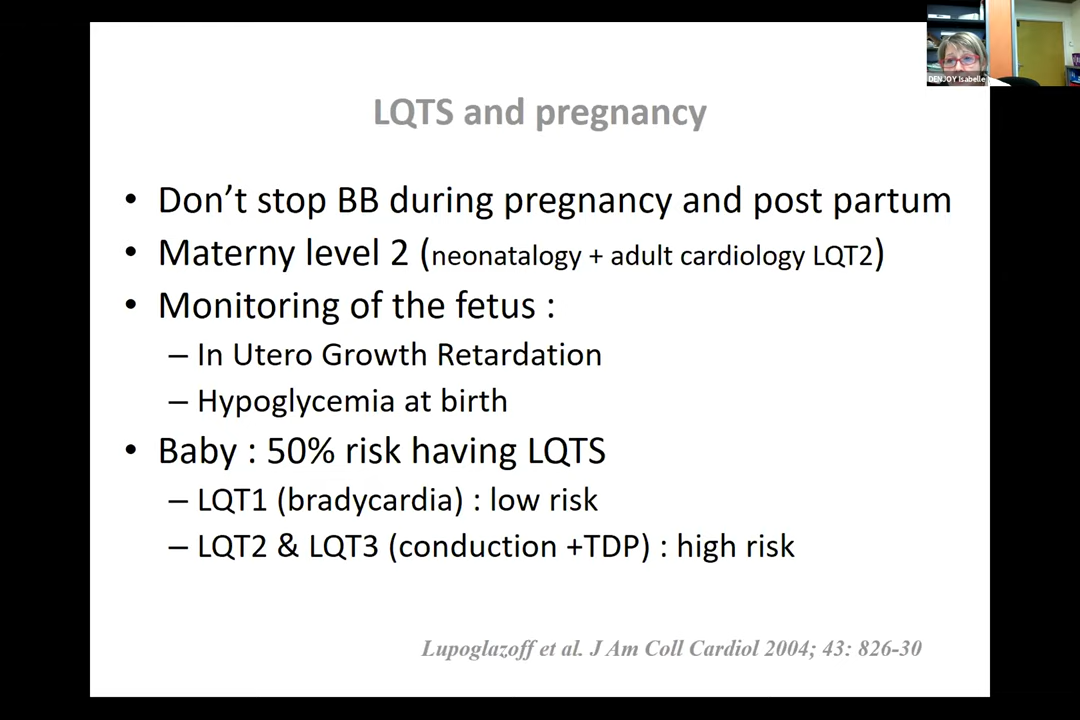 DENJOY Isabelle
LQTS and pregnancy
• Don’t stop BB during pregnancy and post partum
• Materny level 2 (neonatalogy + adult cardiology LQT2)
• Monitoring of the fetus :
– In Utero Growth Retardation
– Hypoglycemia at birth
• Baby : 50% risk having LQTS
– LQT1 (bradycardia) : low risk
– LQT2 & LQT3 (conduction +TDP) : high risk
Lupoglazoff et al. J Am Coll Cardiol 2004; 43: 826-30